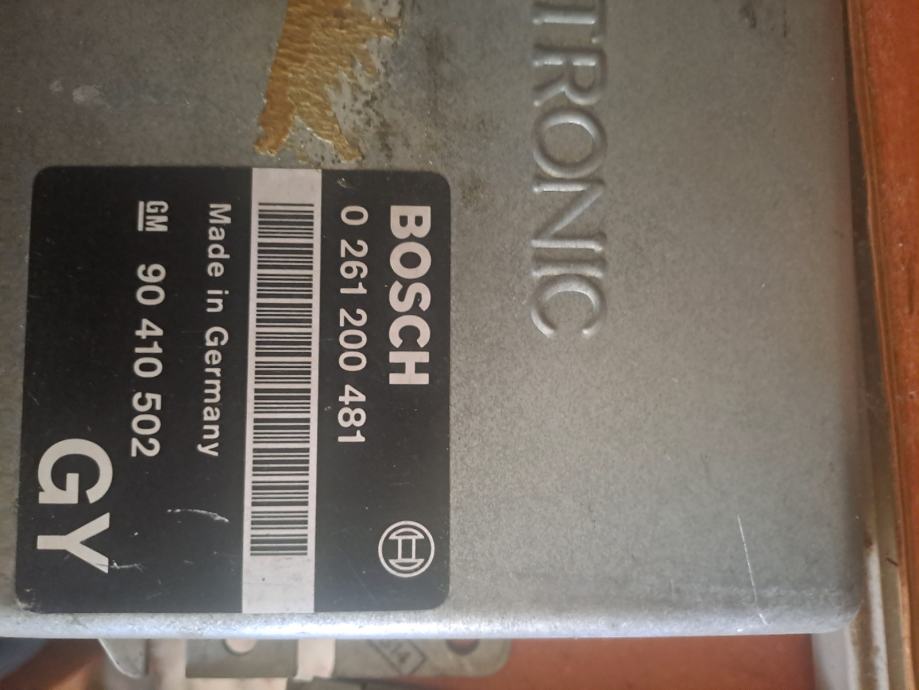 TRONIC
BOSCH
0 261 200 481
Made in Germany
GM 90 410 502
GY